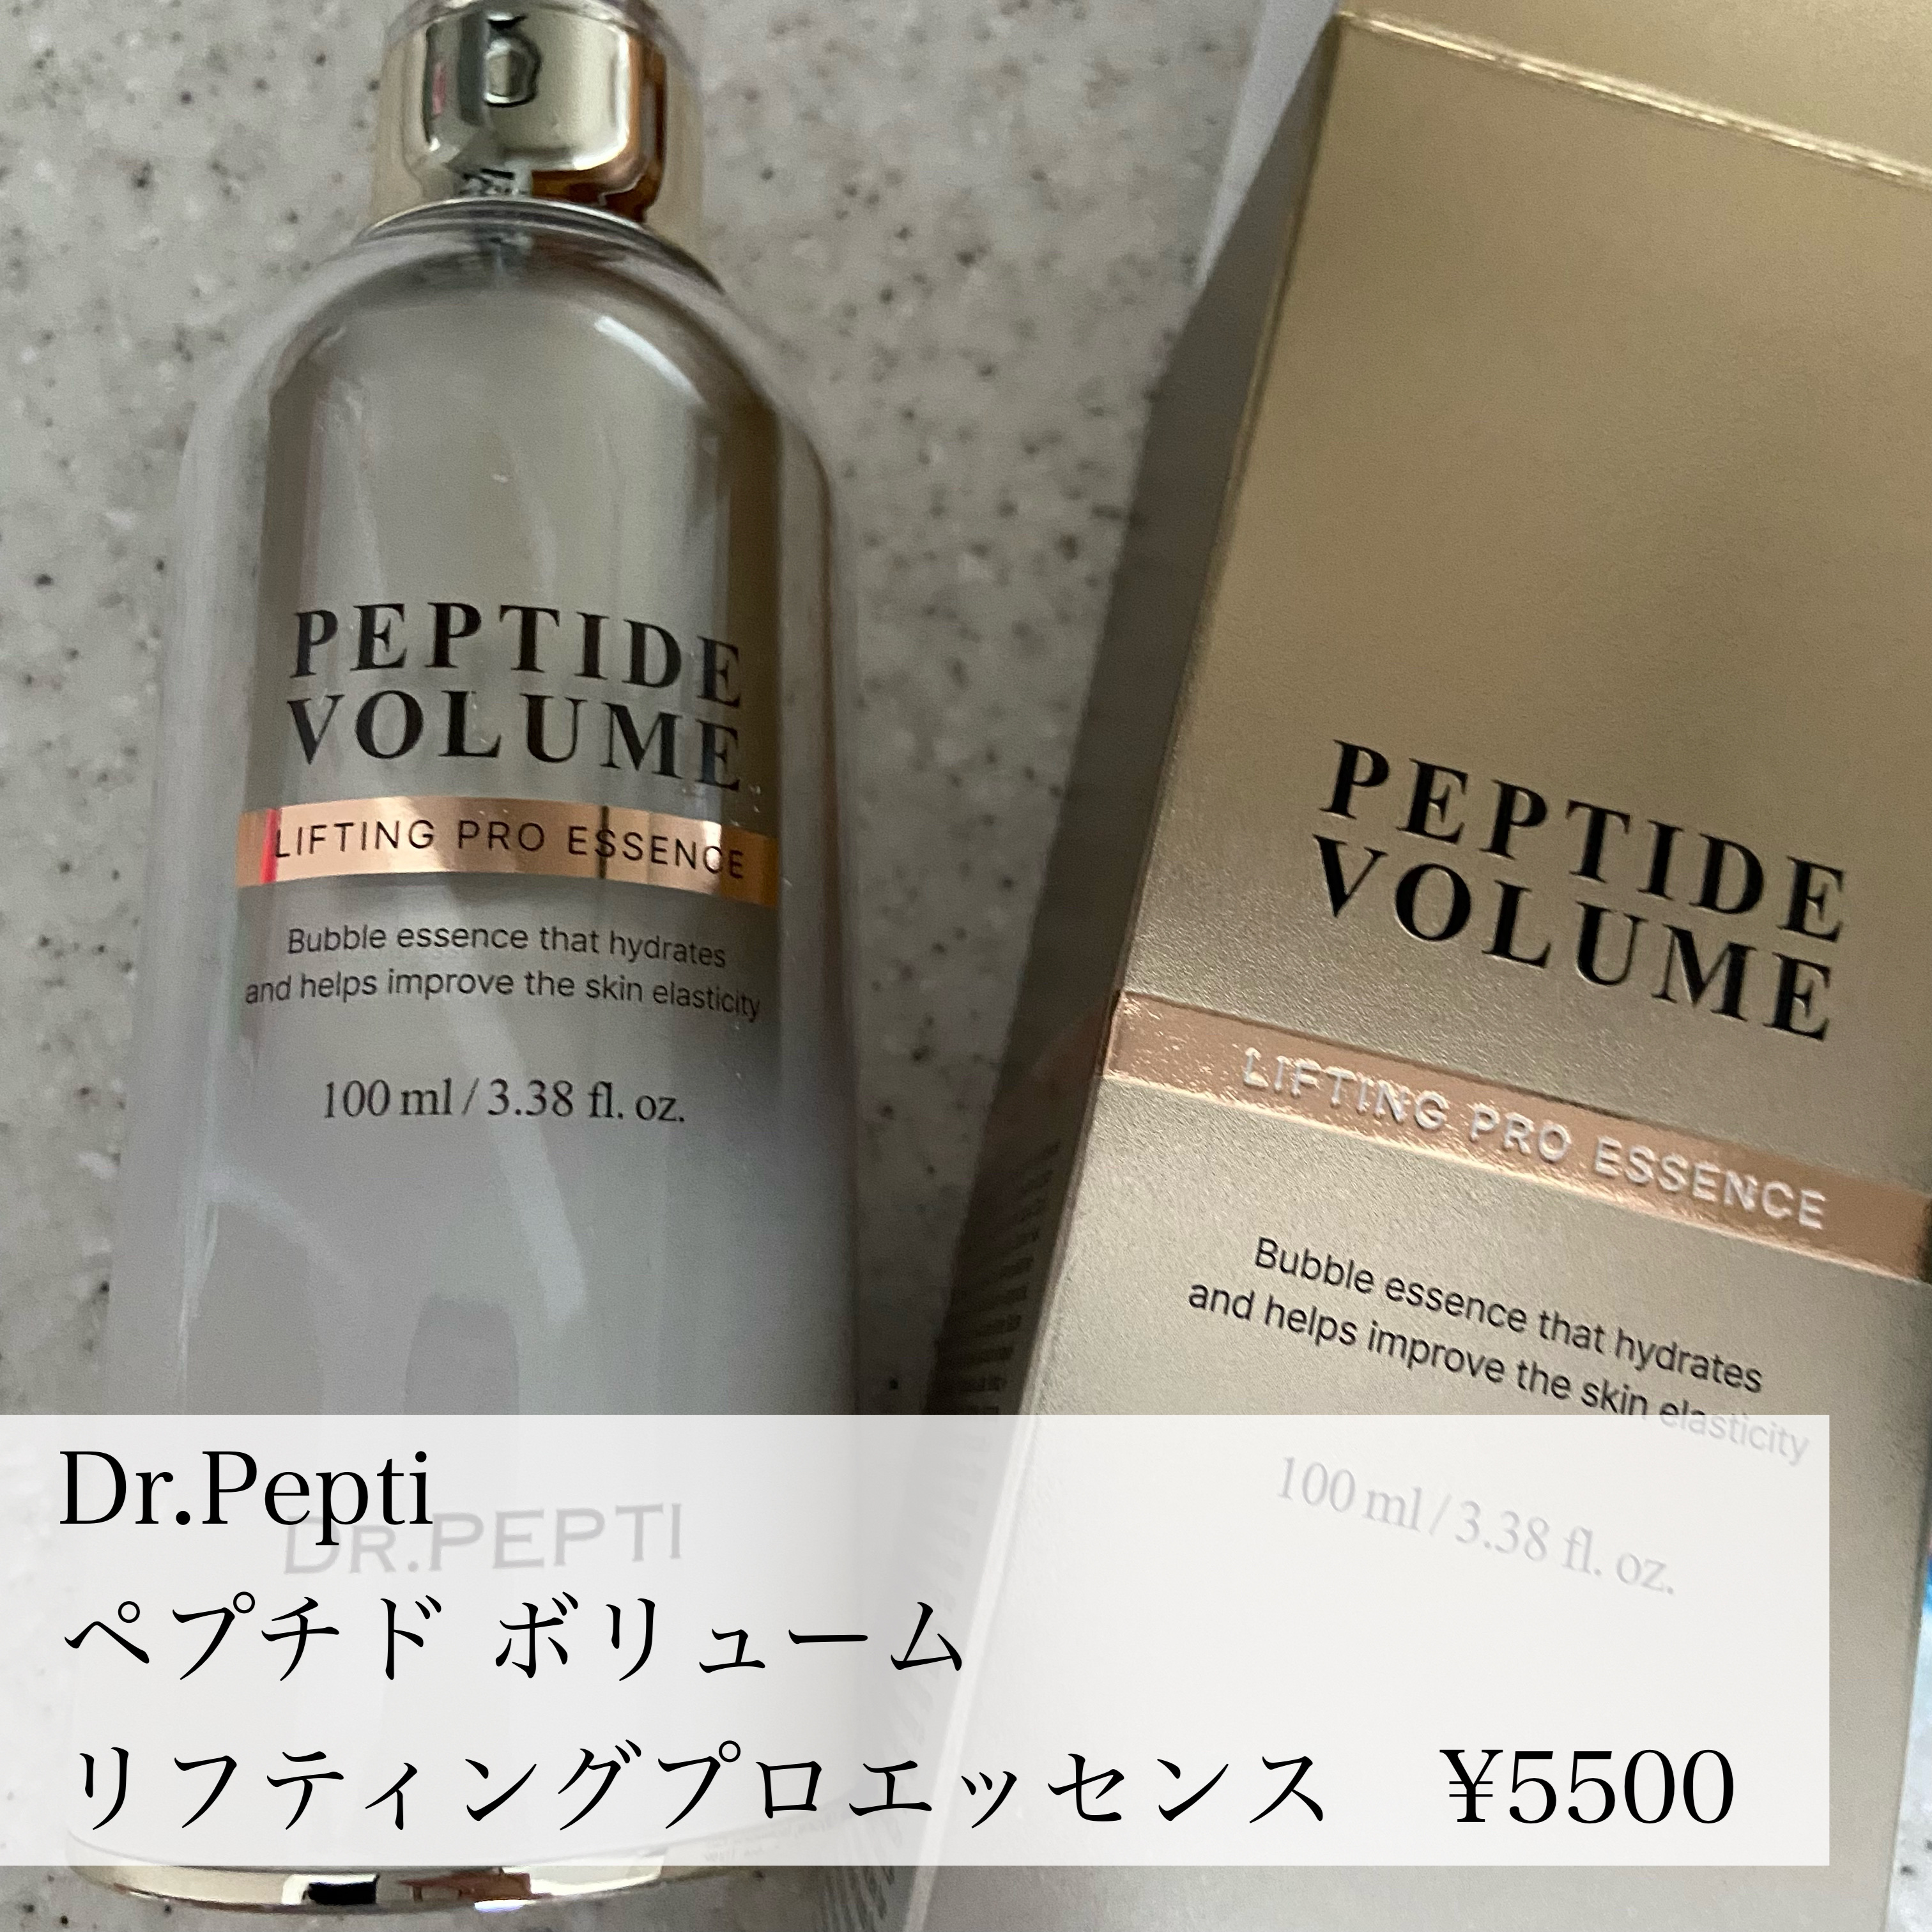 PEPTIDE
VOLUME
LIFTING PRO ESSENCE
Bubble essence that hydrates
and helps improve the skin elasticity
100 ml / 3.38 fl. oz.
DR.PEPTI
PEPTIDE
VOLUME
LIFTING PRO ESSENCE
Bubble essence that hydrates
and helps improve the skin elasticity
100 ml / 3.38 fl. oz.
Dr.Pepti
ペプチド ボリューム
リフティングプロエッセンス ¥5500